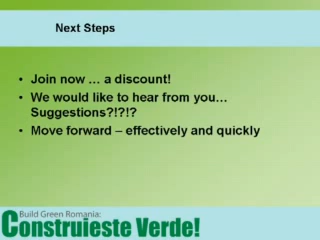 Next Steps
• Join now … a discount!
• We would like to hear from you…
Suggestions?!?!?
• Move forward – effectively and quickly
Build Green Romania:
Construieste Verde!